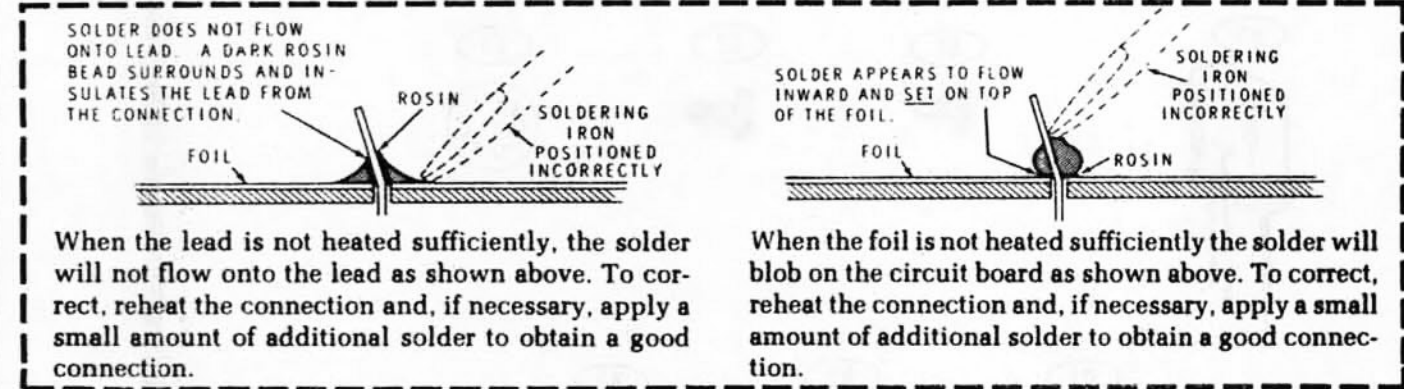 SOLDER DOES NOT FLOW
ONTO LEAD. A DARK ROSIN
BEAD SURROUNDS AND IN-
SULATES THE LEAD FROM
THE CONNECTION.
ROSIN
SOLDERING
IRON
POSITIONED
INCORRECTLY
FOIL
When the lead is not heated sufficiently, the solder
will not flow onto the lead as shown above. To cor-
rect, reheat the connection and, if necessary, apply a
small amount of additional solder to obtain a good
connection.
SOLDER APPEARS TO FLOW
INWARD AND SET ON TOP
OF THE FOIL.
SOLDERING
IRON
POSITIONED
INCORRECTLY
FOIL
ROSIN
When the foil is not heated sufficiently the solder will
blob on the circuit board as shown above. To correct,
reheat the connection and, if necessary, apply a small
amount of additional solder to obtain a good connec-
tion.